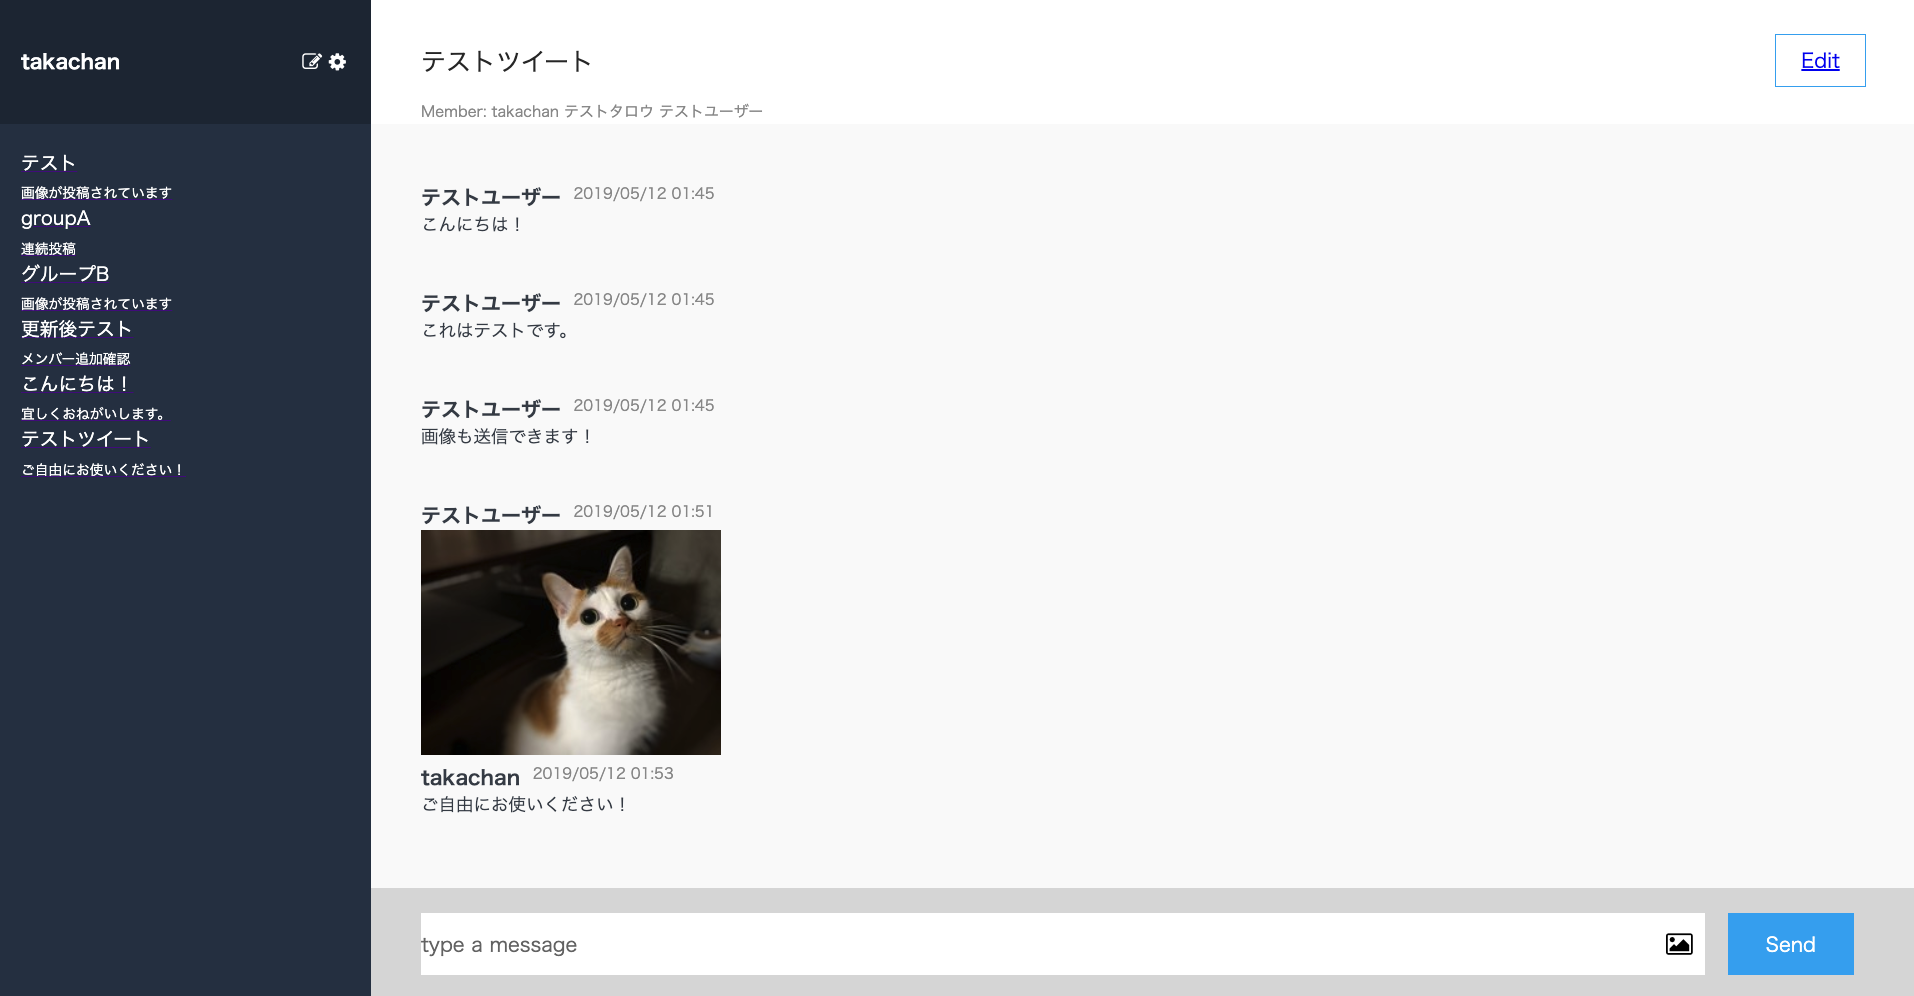 takachan
テスト
画像が投稿されています
groupA
連続投稿
グループB
画像が投稿されています
更新後テスト
メンバー追加確認
こんにちは！
宜しくおねがいします。
テストツイート
ご自由にお使いください！
テストツイート
Edit
Member: takachan テストタロウ テストユーザー
テストユーザー 2019/05/12 01:45
こんにちは！
テストユーザー 2019/05/12 01:45
これはテストです。
テストユーザー 2019/05/12 01:45
画像も送信できます！
テストユーザー 2019/05/12 01:51
takachan 2019/05/12 01:53
ご自由にお使いください！
type a message
Send